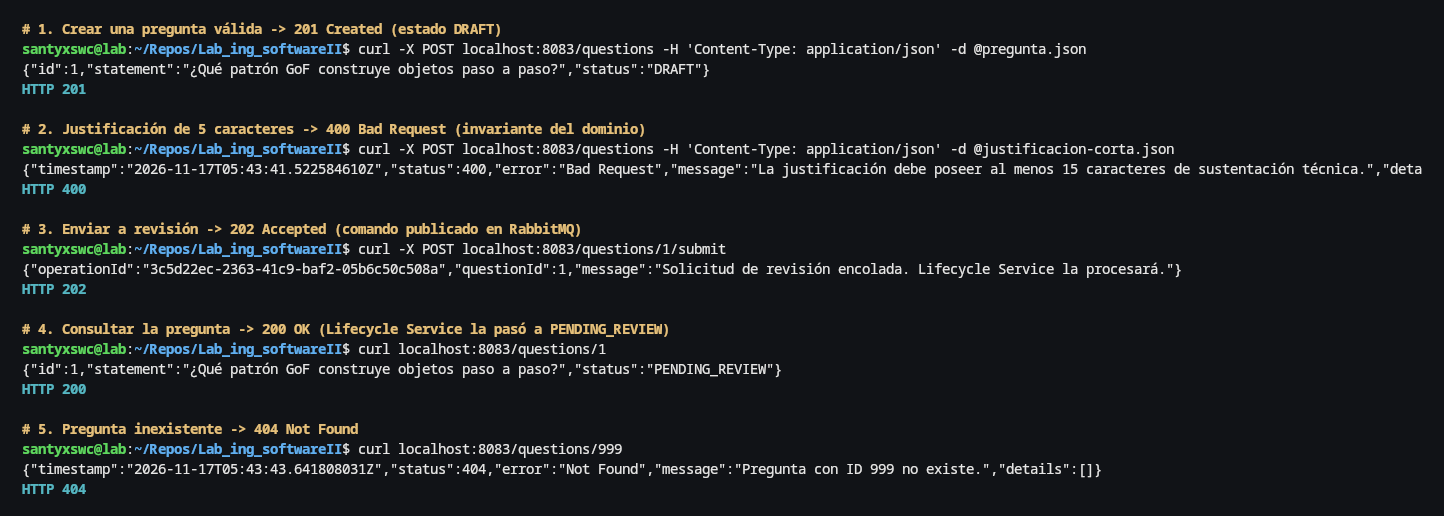 # 1. Crear una pregunta válida -> 201 Created (estado DRAFT)
santyxswc@lab:~/Repos/Lab_ing_softwareII$ curl -X POST localhost:8083/questions -H 'Content-Type: application/json' -d @pregunta.json
{"id":1,"statement":"¿Qué patrón GoF construye objetos paso a paso?","status":"DRAFT"}
HTTP 201
# 2. Justificación de 5 caracteres -> 400 Bad Request (invariante del dominio)
santyxswc@lab:~/Repos/Lab_ing_softwareII$ curl -X POST localhost:8083/questions -H 'Content-Type: application/json' -d @justificacion-corta.json
{"timestamp":"2026-11-17T05:43:41.522584610Z","status":400,"error":"Bad Request","message":"La justificación debe poseer al menos 15 caracteres de sustentación técnica.","deta
HTTP 400
# 3. Enviar a revisión -> 202 Accepted (comando publicado en RabbitMQ)
santyxswc@lab:~/Repos/Lab_ing_softwareII$ curl -X POST localhost:8083/questions/1/submit
{"operationId":"3c5d22ec-2363-41c9-baf2-05b6c50c508a","questionId":1,"message":"Solicitud de revisión encolada. Lifecycle Service la procesará."}
HTTP 202
# 4. Consultar la pregunta -> 200 OK (Lifecycle Service la pasó a PENDING_REVIEW)
santyxswc@lab:~/Repos/Lab_ing_softwareII$ curl localhost:8083/questions/1
{"id":1,"statement":"¿Qué patrón GoF construye objetos paso a paso?","status":"PENDING_REVIEW"}
HTTP 200
# 5. Pregunta inexistente -> 404 Not Found
santyxswc@lab:~/Repos/Lab_ing_softwareII$ curl localhost:8083/questions/999
{"timestamp":"2026-11-17T05:43:43.641808031Z","status":404,"error":"Not Found","message":"Pregunta con ID 999 no existe.","details":[]}
HTTP 404